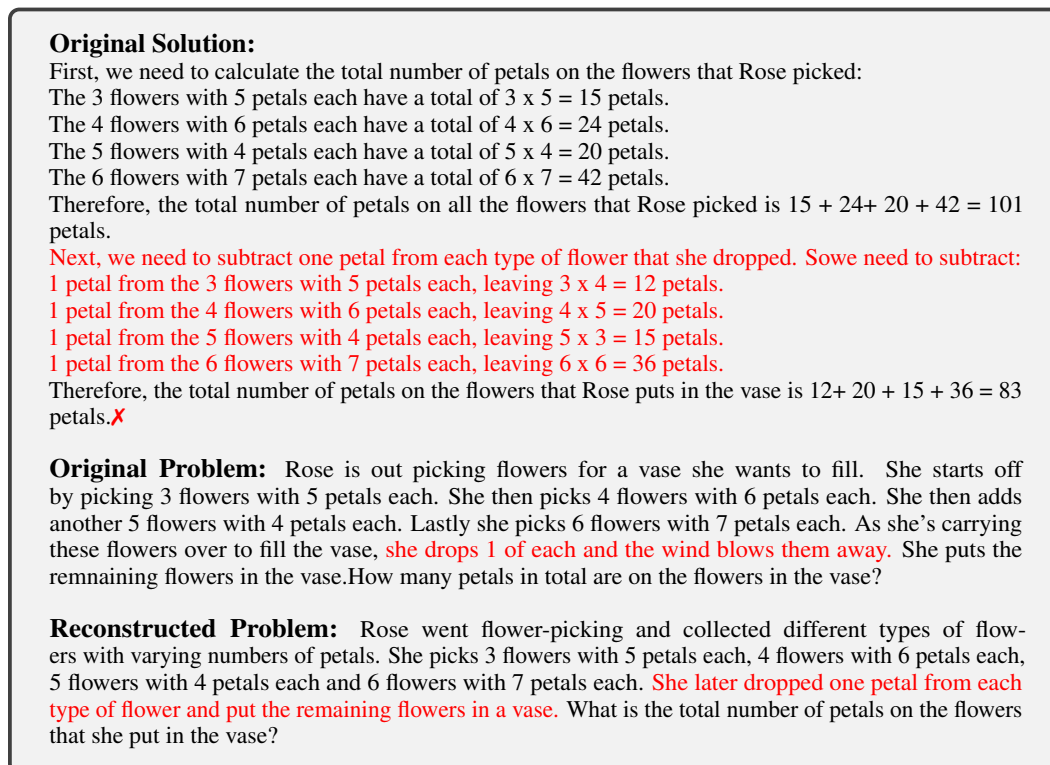 Original Solution:
First, we need to calculate the total number of petals on the flowers that Rose picked:
The 3 flowers with 5 petals each have a total of 3 x 5 = 15 petals.
The 4 flowers with 6 petals each have a total of 4 x 6 = 24 petals.
The 5 flowers with 4 petals each have a total of 5 x 4 = 20 petals.
The 6 flowers with 7 petals each have a total of 6 x 7 = 42 petals.
Therefore, the total number of petals on all the flowers that Rose picked is 15 + 24+ 20 + 42 = 101
petals.
Next, we need to subtract one petal from each type of flower that she dropped. Sowe need to subtract:
1 petal from the 3 flowers with 5 petals each, leaving 3 x 4 = 12 petals.
1 petal from the 4 flowers with 6 petals each, leaving 4 x 5 = 20 petals.
1 petal from the 5 flowers with 4 petals each, leaving 5 x 3 = 15 petals.
1 petal from the 6 flowers with 7 petals each, leaving 6 x 6 = 36 petals.
Therefore, the total number of petals on the flowers that Rose puts in the vase is 12+ 20 + 15 + 36 = 83
petals.✗
Original Problem: Rose is out picking flowers for a vase she wants to fill. She starts off
by picking 3 flowers with 5 petals each. She then picks 4 flowers with 6 petals each. She then adds
another 5 flowers with 4 petals each. Lastly she picks 6 flowers with 7 petals each. As she's carrying
these flowers over to fill the vase, she drops 1 of each and the wind blows them away. She puts the
remnaining flowers in the vase.How many petals in total are on the flowers in the vase?
Reconstructed Problem: Rose went flower-picking and collected different types of flow-
ers with varying numbers of petals. She picks 3 flowers with 5 petals each, 4 flowers with 6 petals each,
5 flowers with 4 petals each and 6 flowers with 7 petals each. She later dropped one petal from each
type of flower and put the remaining flowers in a vase. What is the total number of petals on the flowers
that she put in the vase?